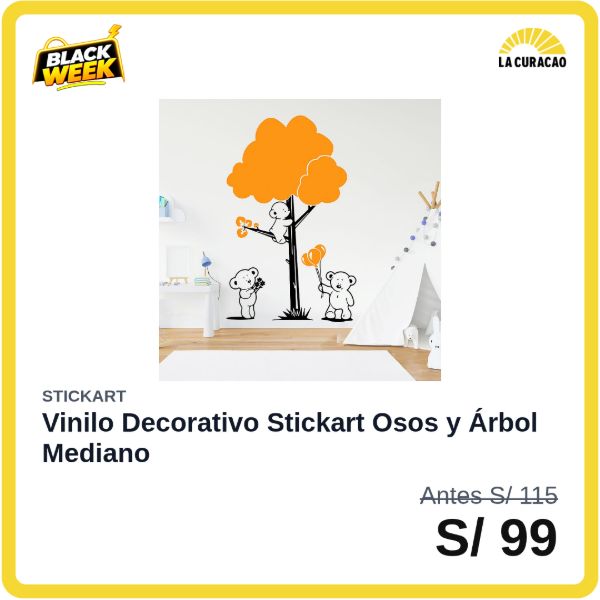 BLACK
WEEK
LA CURACAO
STICKART
Vinilo Decorativo Stickart Osos y Árbol
Mediano
Antes S/ 115
S/ 99